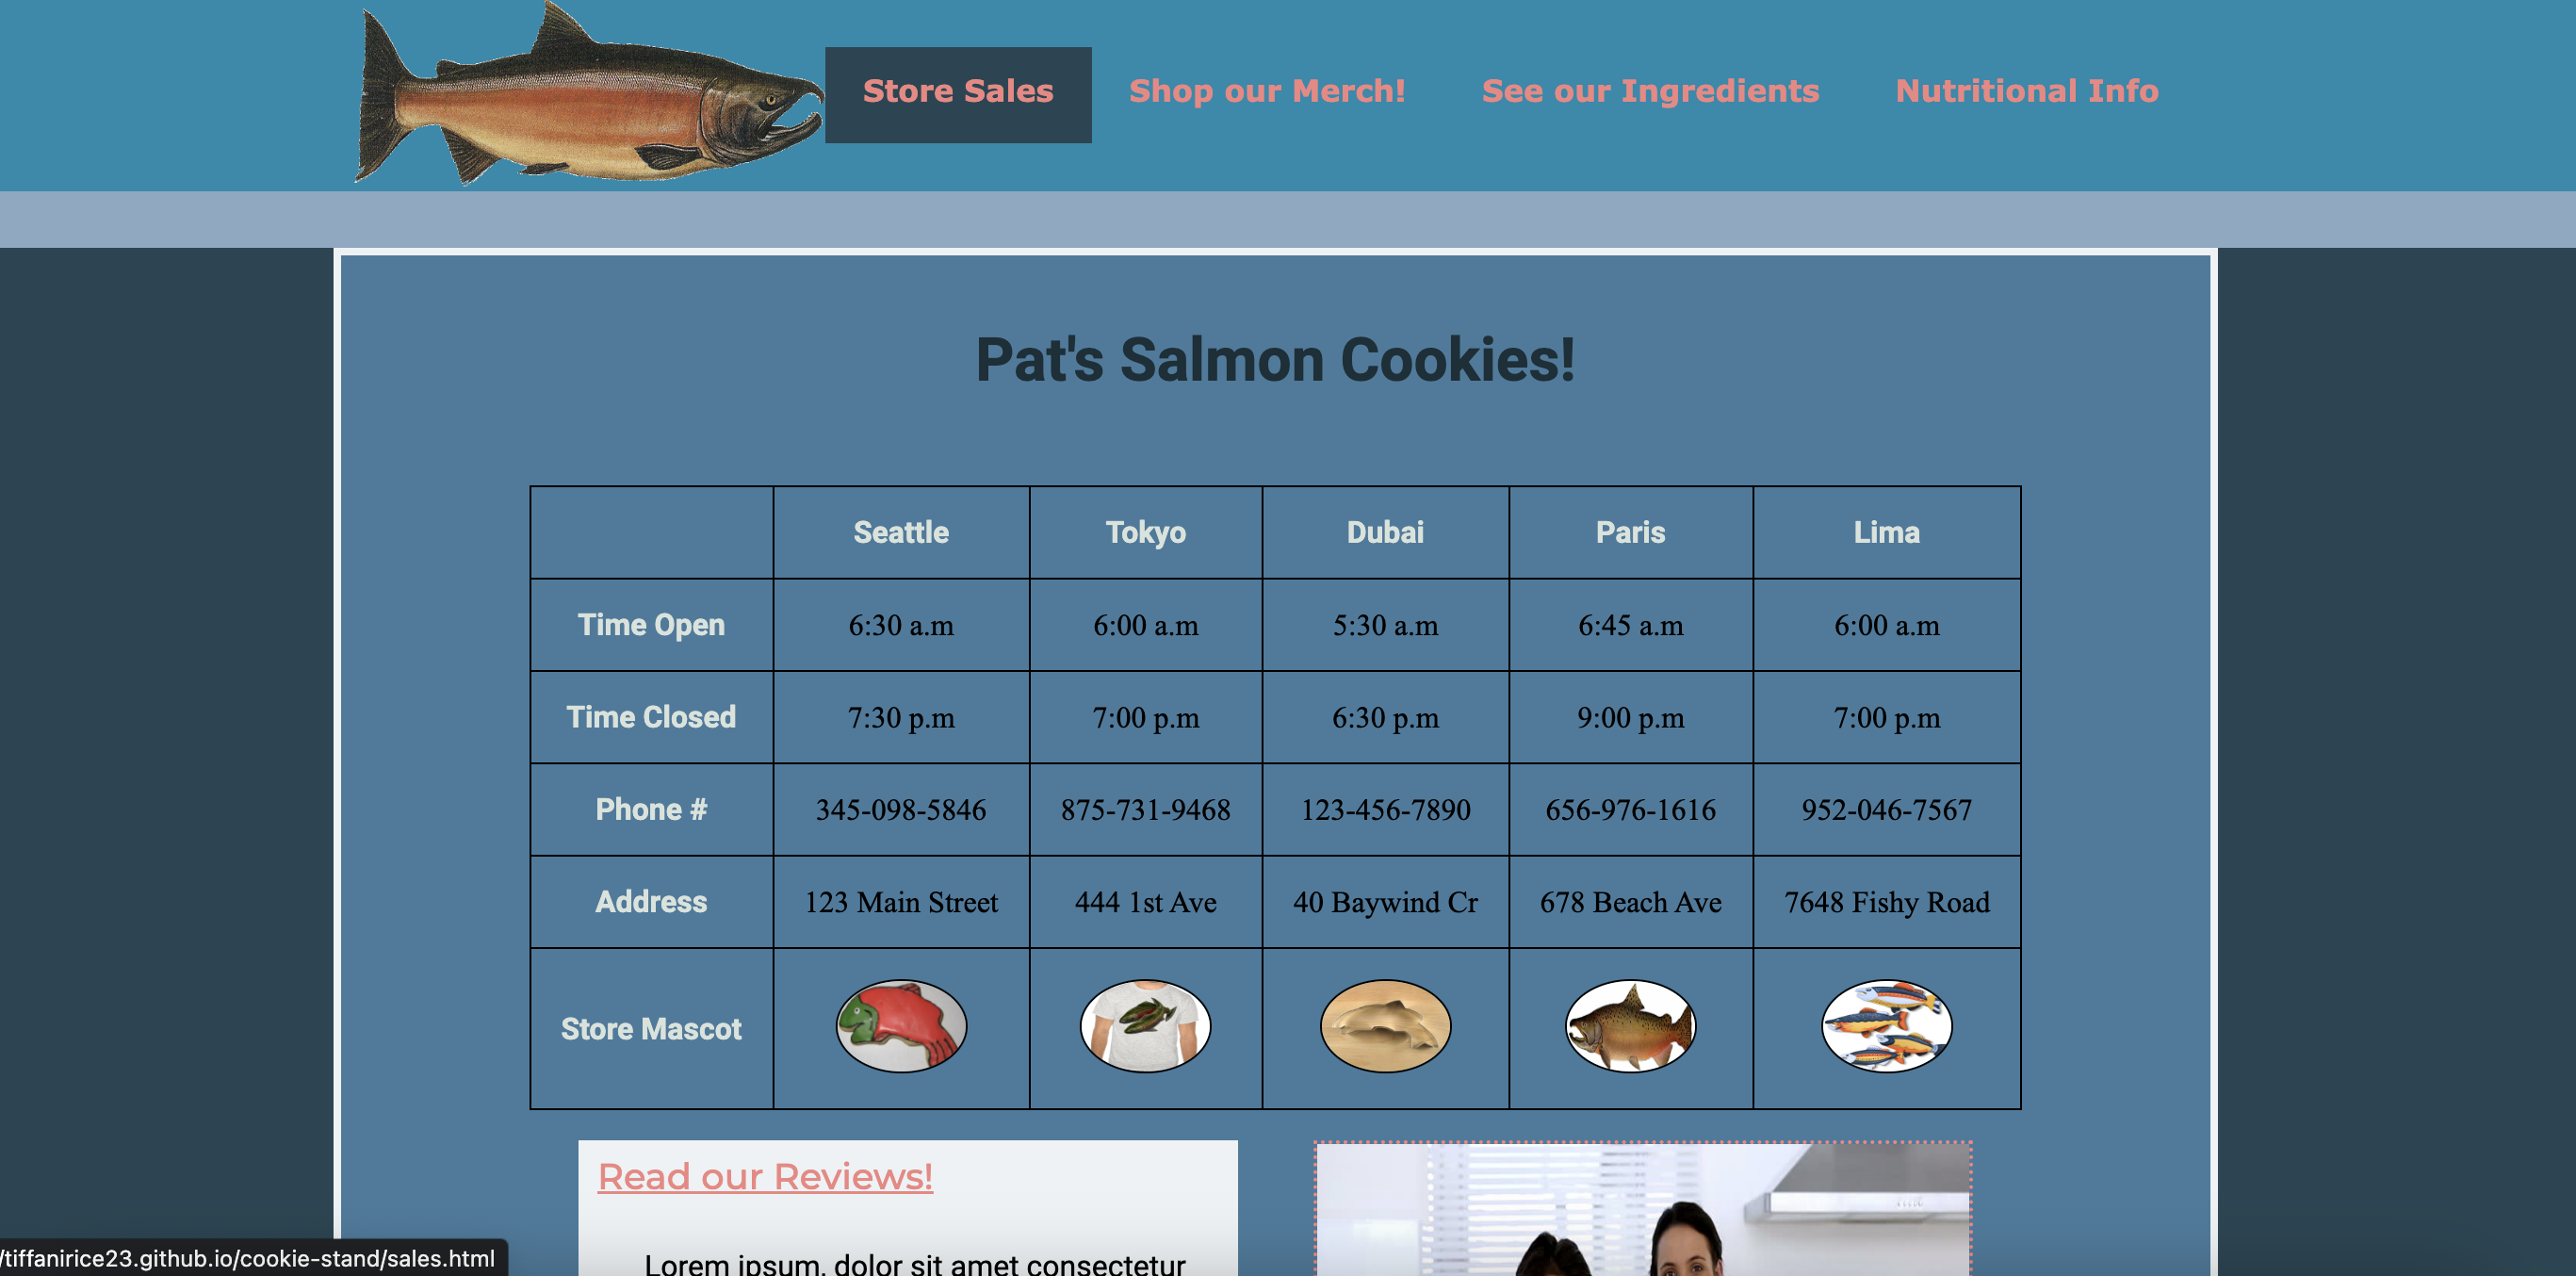 Store Sales Shop our Merch! See our Ingredients Nutritional Info
Pat's Salmon Cookies!
Seattle Tokyo Dubai Paris Lima
Time Open 6:30 a.m 6:00 a.m 5:30 a.m 6:45 a.m 6:00 a.m
Time Closed 7:30 p.m 7:00 p.m 6:30 p.m 9:00 p.m 7:00 p.m
Phone # 345-098-5846 875-731-9468 123-456-7890 656-976-1616 952-046-7567
Address 123 Main Street 444 1st Ave 40 Baywind Cr 678 Beach Ave 7648 Fishy Road
Store Mascot
Read our Reviews!
Lorem ipsum, dolor sit amet consectetur
/tiffanirice23.github.io/cookie-stand/sales.html